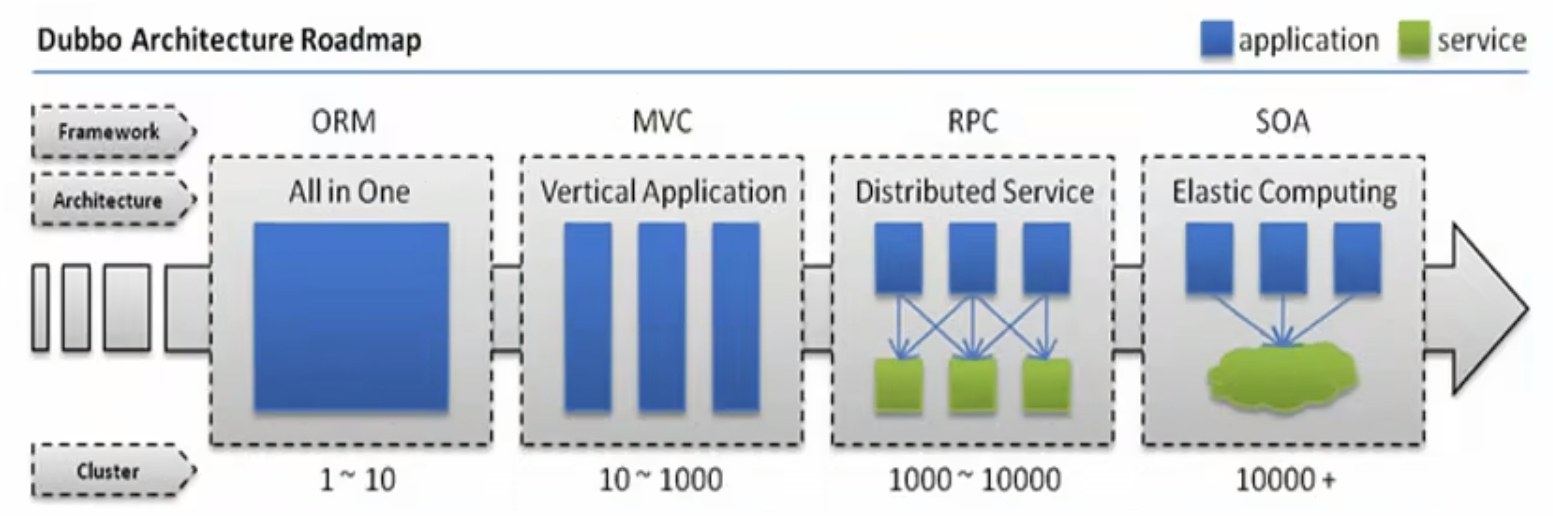 Dubbo Architecture Roadmap
application
service
Framework
ORM
MVC
RPC
SOA
Architecture
All in One
Vertical Application
Distributed Service
Elastic Computing
Cluster
1 ~ 10
10 ~ 1000
1000 ~ 10000
10000 +